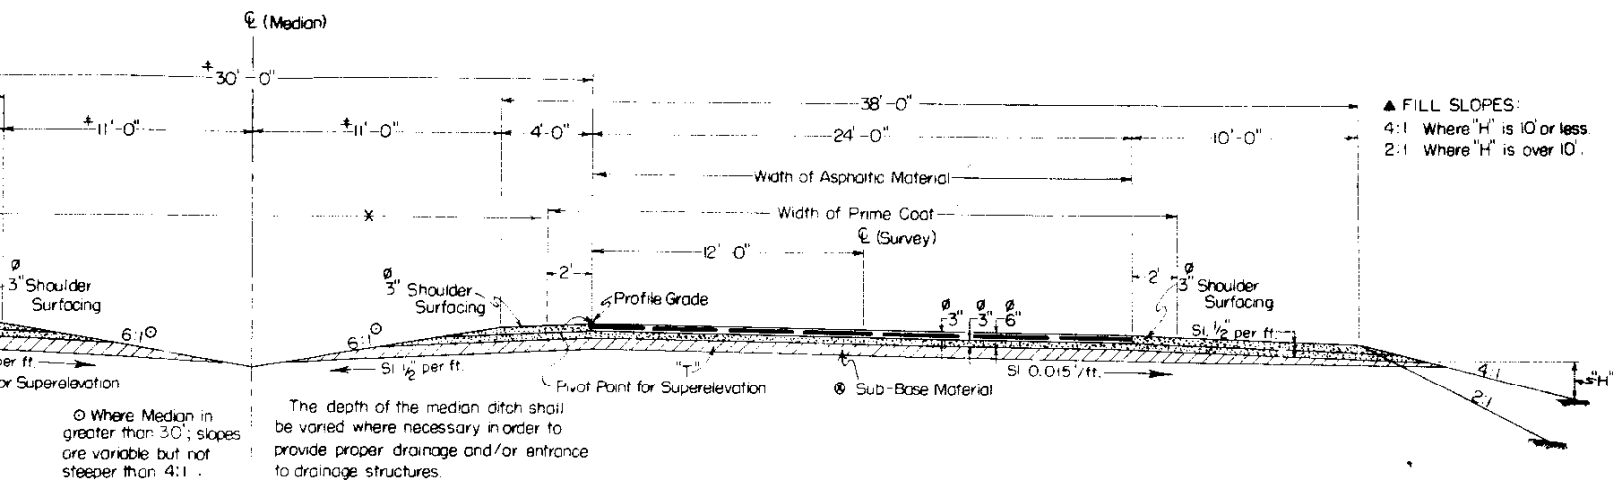 ℄ (Median)
‡30'-0"
38'-0"
‡11'-0"
‡11'-0"
4'-0"
24'-0"
10'-0"
▲ FILL SLOPES:
4:1 Where "H" is 10' or less.
2:1 Where "H" is over 10'.
Width of Asphaltic Material
*
Width of Prime Coat
℄ (Survey)
12'-0"
2'
2'
Ø
3" Shoulder
Surfacing
Ø
3" Shoulder
Surfacing
Profile Grade
Ø
3"
Ø
3"
Ø
6"
Ø
3" Shoulder
Surfacing
6:1⊙
6:1⊙
Sl. 1/2" per ft.
per ft.
Sl 1/2" per ft.
"T"
Sl 0.015'/ft.
4:1
"H"
2:1
or Superelevation
Pivot Point for Superelevation
⊗ Sub-Base Material
⊙ Where Median in
greater than 30'; slopes
are variable but not
steeper than 4:1 .
The depth of the median ditch shall
be varied where necessary in order to
provide proper drainage and/or entrance
to drainage structures.